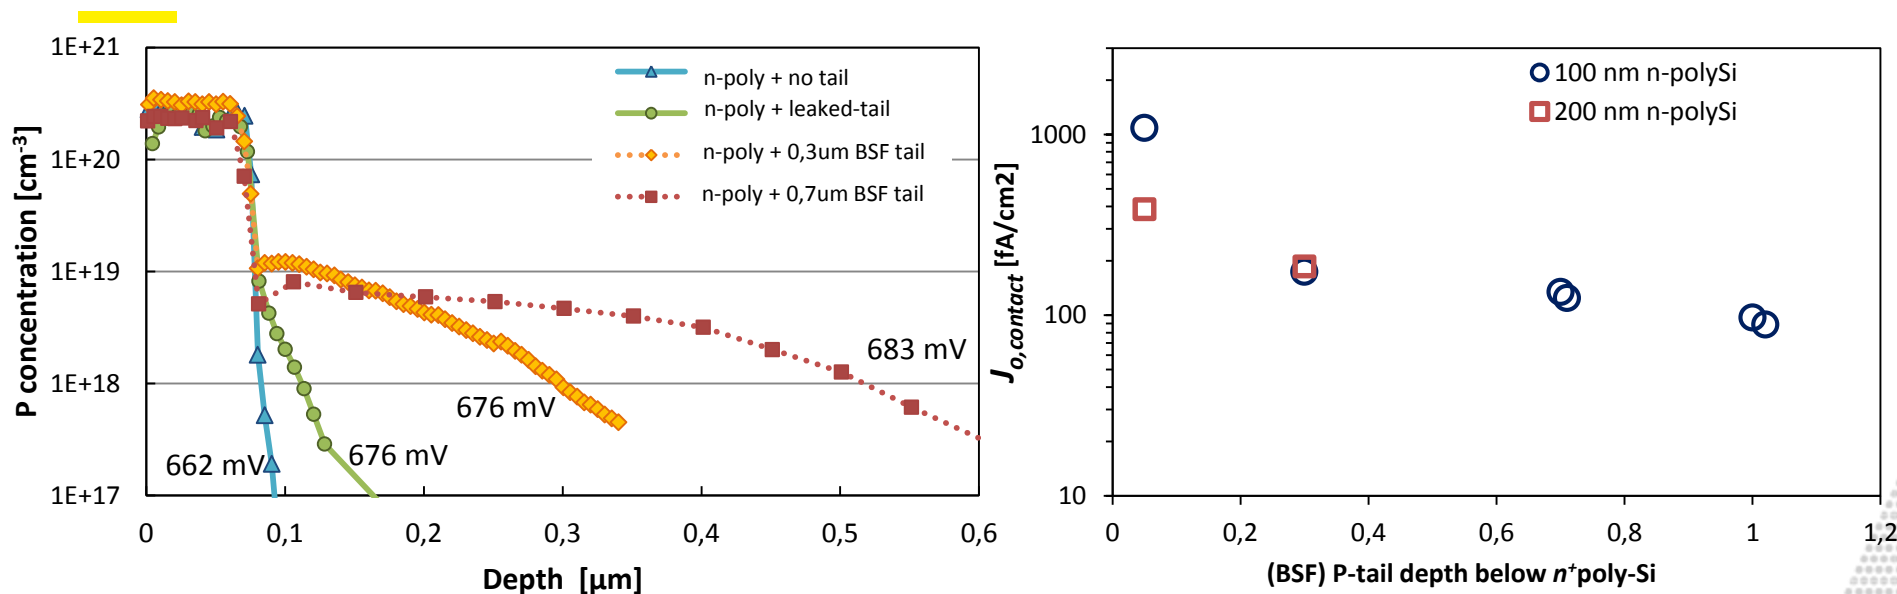 1E+21
1E+20
1E+19
1E+18
1E+17
P concentration [cm-3]
n-poly + no tail
n-poly + leaked-tail
n-poly + 0,3um BSF tail
n-poly + 0,7um BSF tail
683 mV
676 mV
676 mV
662 mV
0 0,1 0,2 0,3 0,4 0,5 0,6
Depth [µm]
1000
100
10
Jo,contact [fA/cm2]
100 nm n-polySi
200 nm n-polySi
0 0,2 0,4 0,6 0,8 1 1,2
(BSF) P-tail depth below n+poly-Si